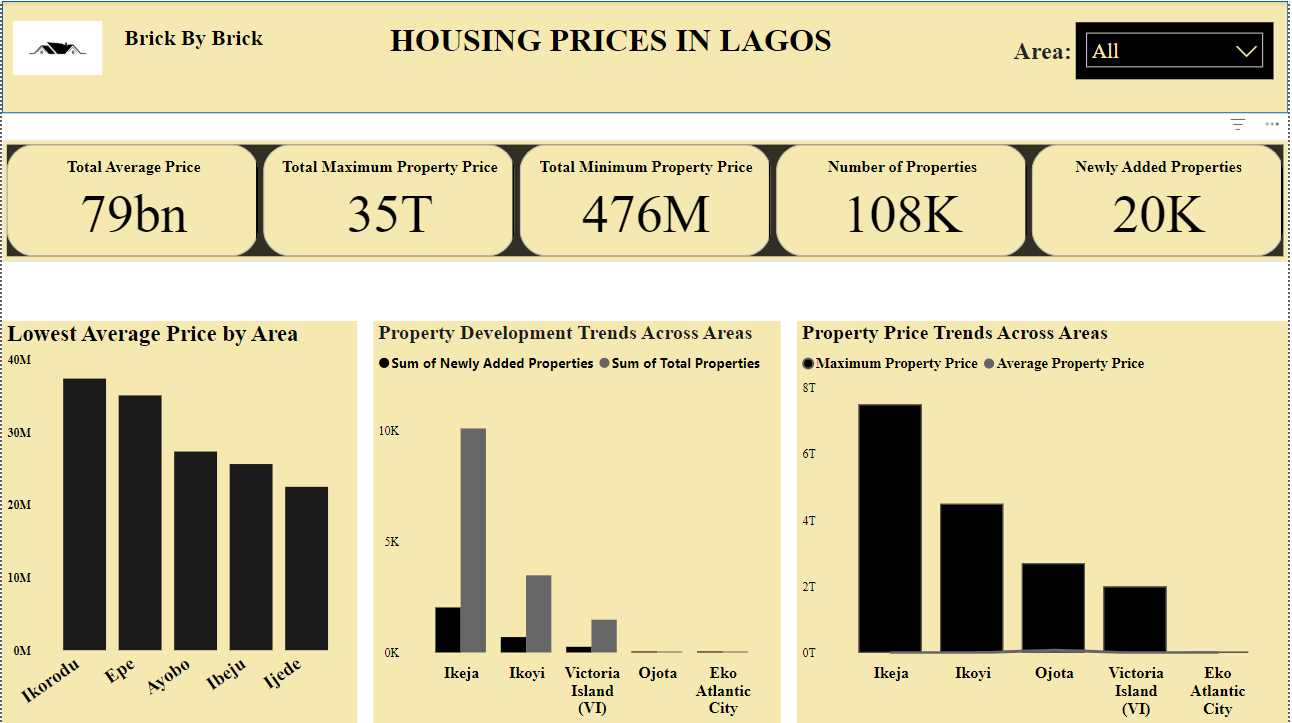 Brick By Brick
HOUSING PRICES IN LAGOS
Area:
All
Total Average Price
79bn
Total Maximum Property Price
35T
Total Minimum Property Price
476M
Number of Properties
108K
Newly Added Properties
20K
Lowest Average Price by Area
40M
30M
20M
10M
0M
Ikorodu
Epe
Ayobo
Ibeju
Ijede
Property Development Trends Across Areas
Sum of Newly Added Properties
Sum of Total Properties
10K
5K
0K
Ikeja
Ikoyi
Victoria
Island
(VI)
Ojota
Eko
Atlantic
City
Property Price Trends Across Areas
Maximum Property Price
Average Property Price
8T
6T
4T
2T
0T
Ikeja
Ikoyi
Ojota
Victoria
Island
(VI)
Eko
Atlantic
City